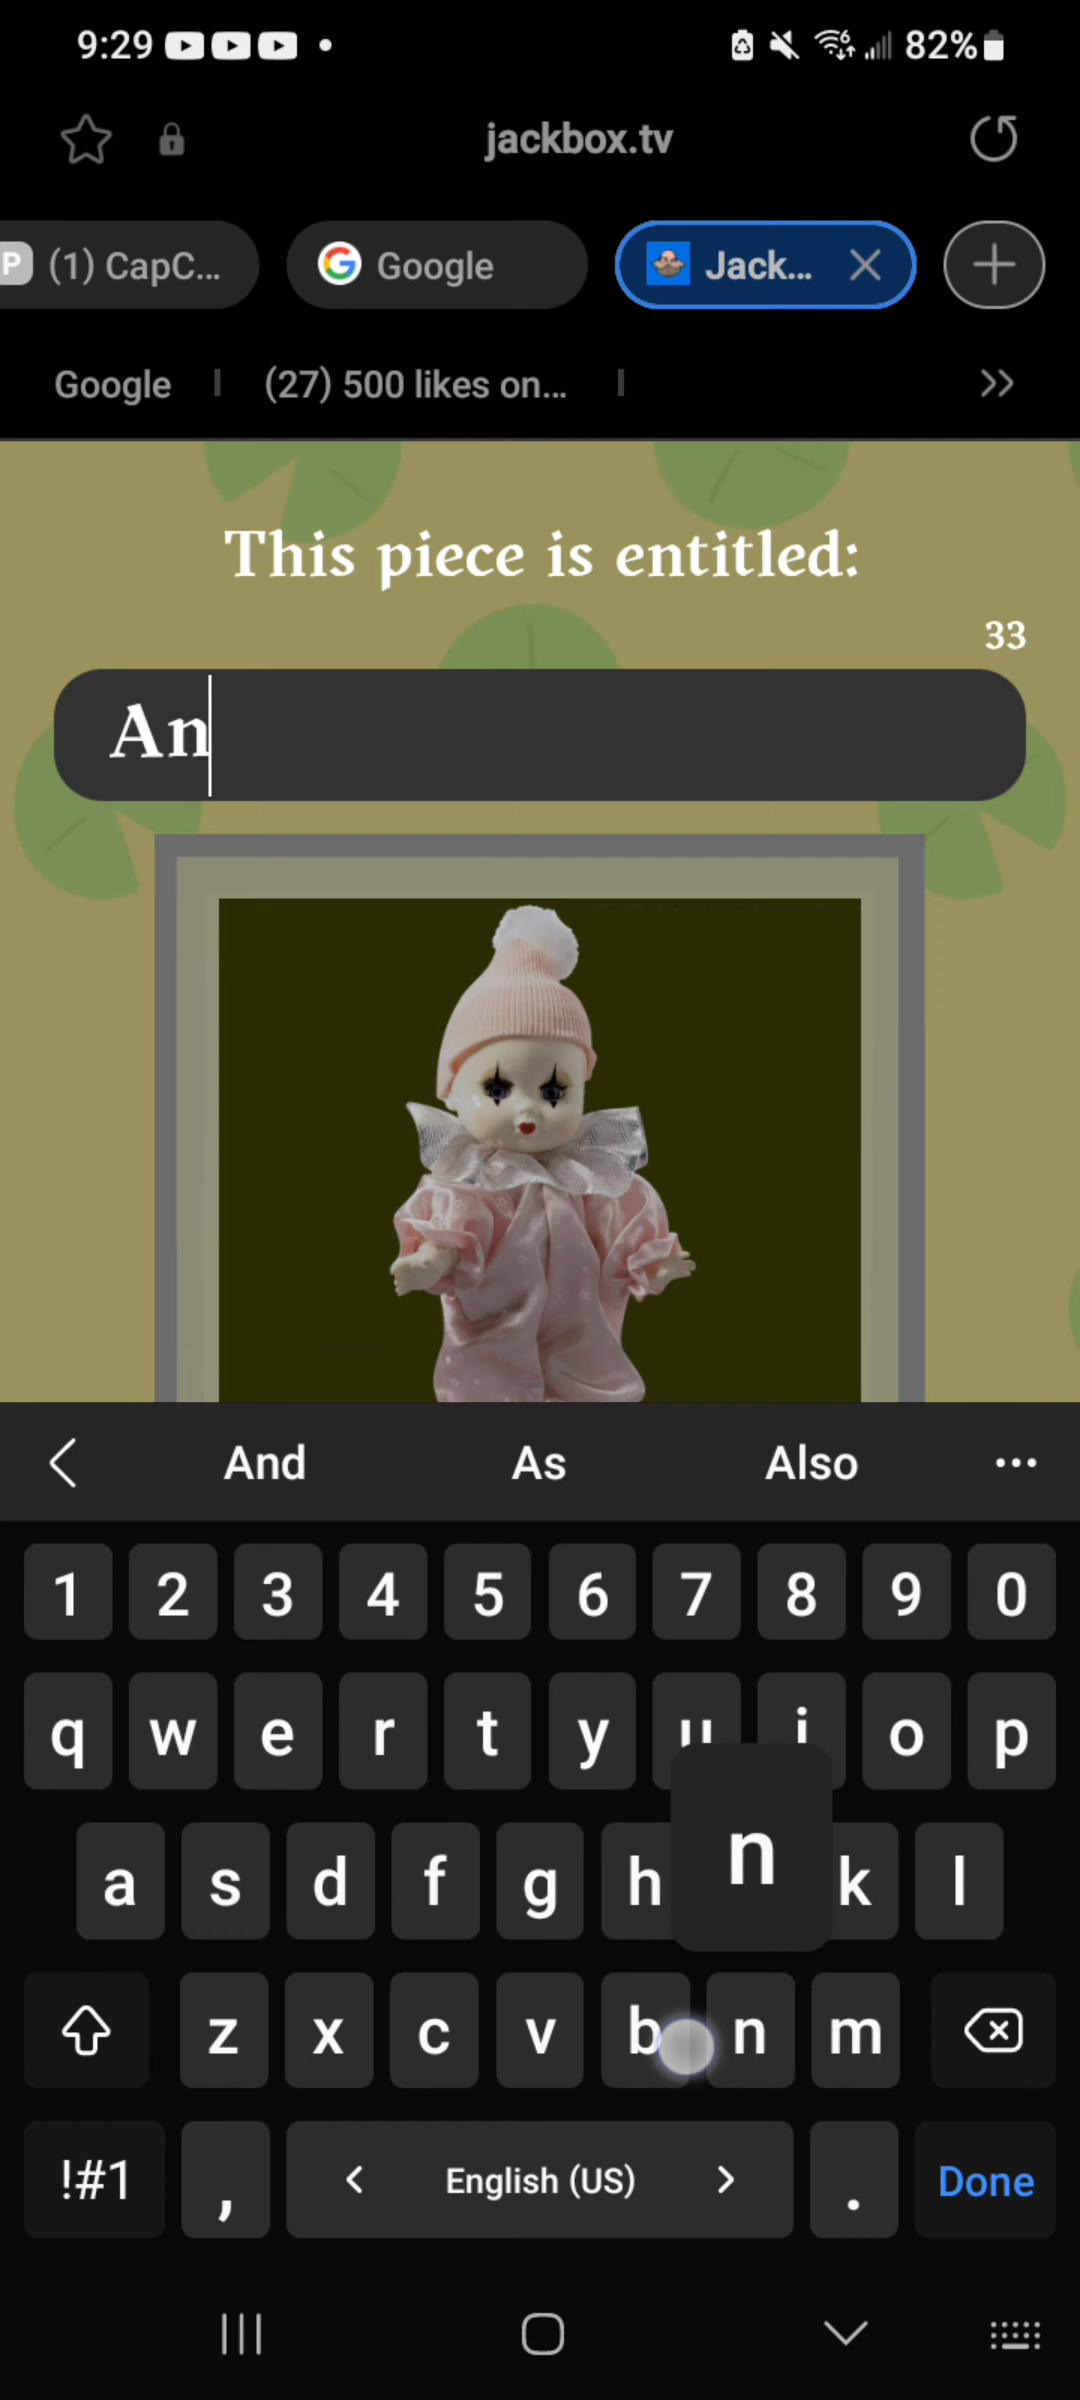 9:29 82%
jackbox.tv
P (1) CapC... Google Jack...
Google (27) 500 likes on...
This piece is entitled:
33
An
And As Also
1 2 3 4 5 6 7 8 9 0
q w e r t y u i o p
a s d f g h n k l
z x c v b n m
!#1 , English (US) . Done